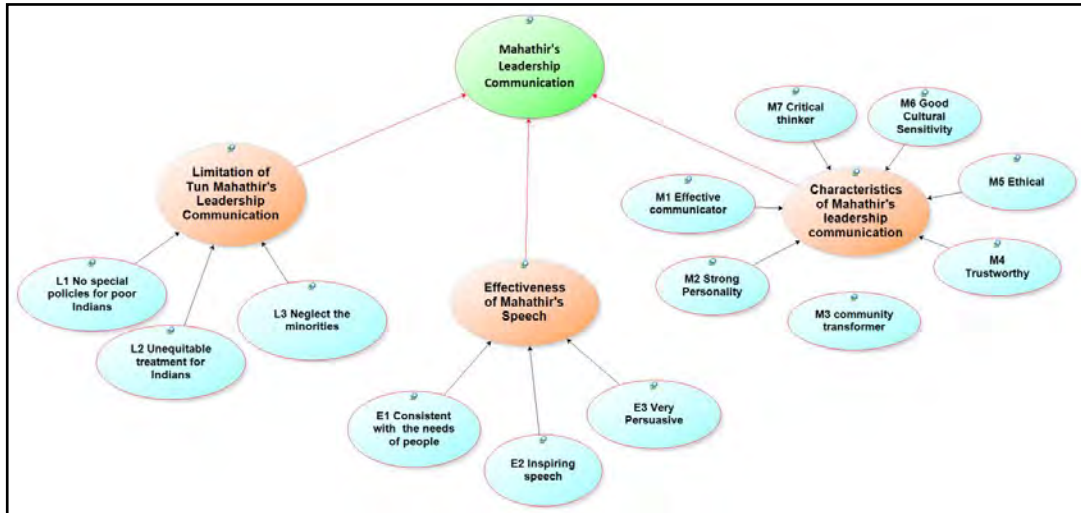 Mahathir's
Leadership
Communication
M7 Critical
thinker
M6 Good
Cultural
Sensitivity
Limitation of
Tun Mahathir's
Leadership
Communication
M1 Effective
communicator
Characteristics
of Mahathir's
leadership
communication
M5 Ethical
L1 No special
policies for poor
Indians
L2 Unequitable
treatment for
Indians
L3 Neglect the
minorities
Effectiveness
of Mahathir's
Speech
M2 Strong
Personality
M4
Trustworthy
M3 community
transformer
E1 Consistent
with the needs
of people
E2 Inspiring
speech
E3 Very
Persuasive